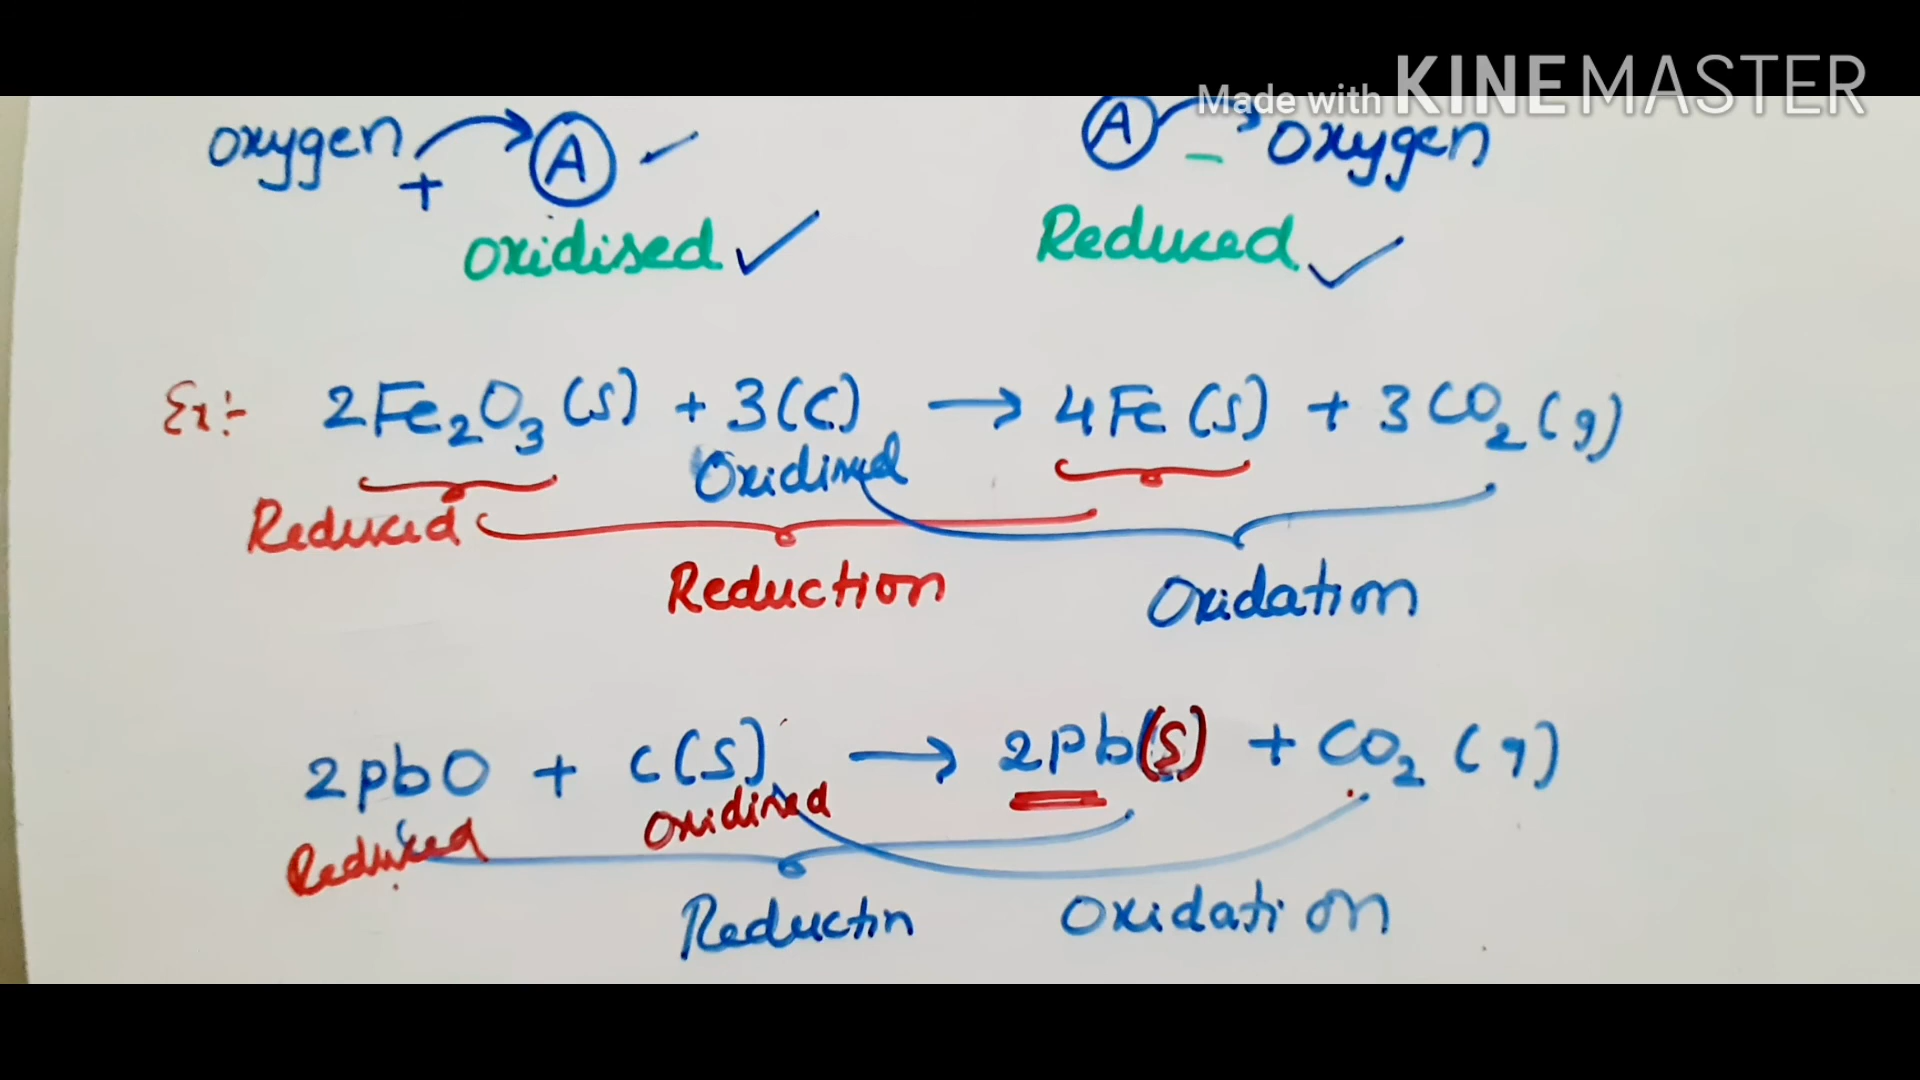 Made with KINEMASTER
oxygen + A A - oxygen
oxidised Reduced
Ex:- 2Fe₂O₃ (s) + 3(C) → 4Fe (s) + 3CO₂ (g)
Reduced Oxidised
Reduction Oxidation
2pbO + c(s) → 2pb(s) + CO₂ (g)
Reduced oxidised
Reductin Oxidation